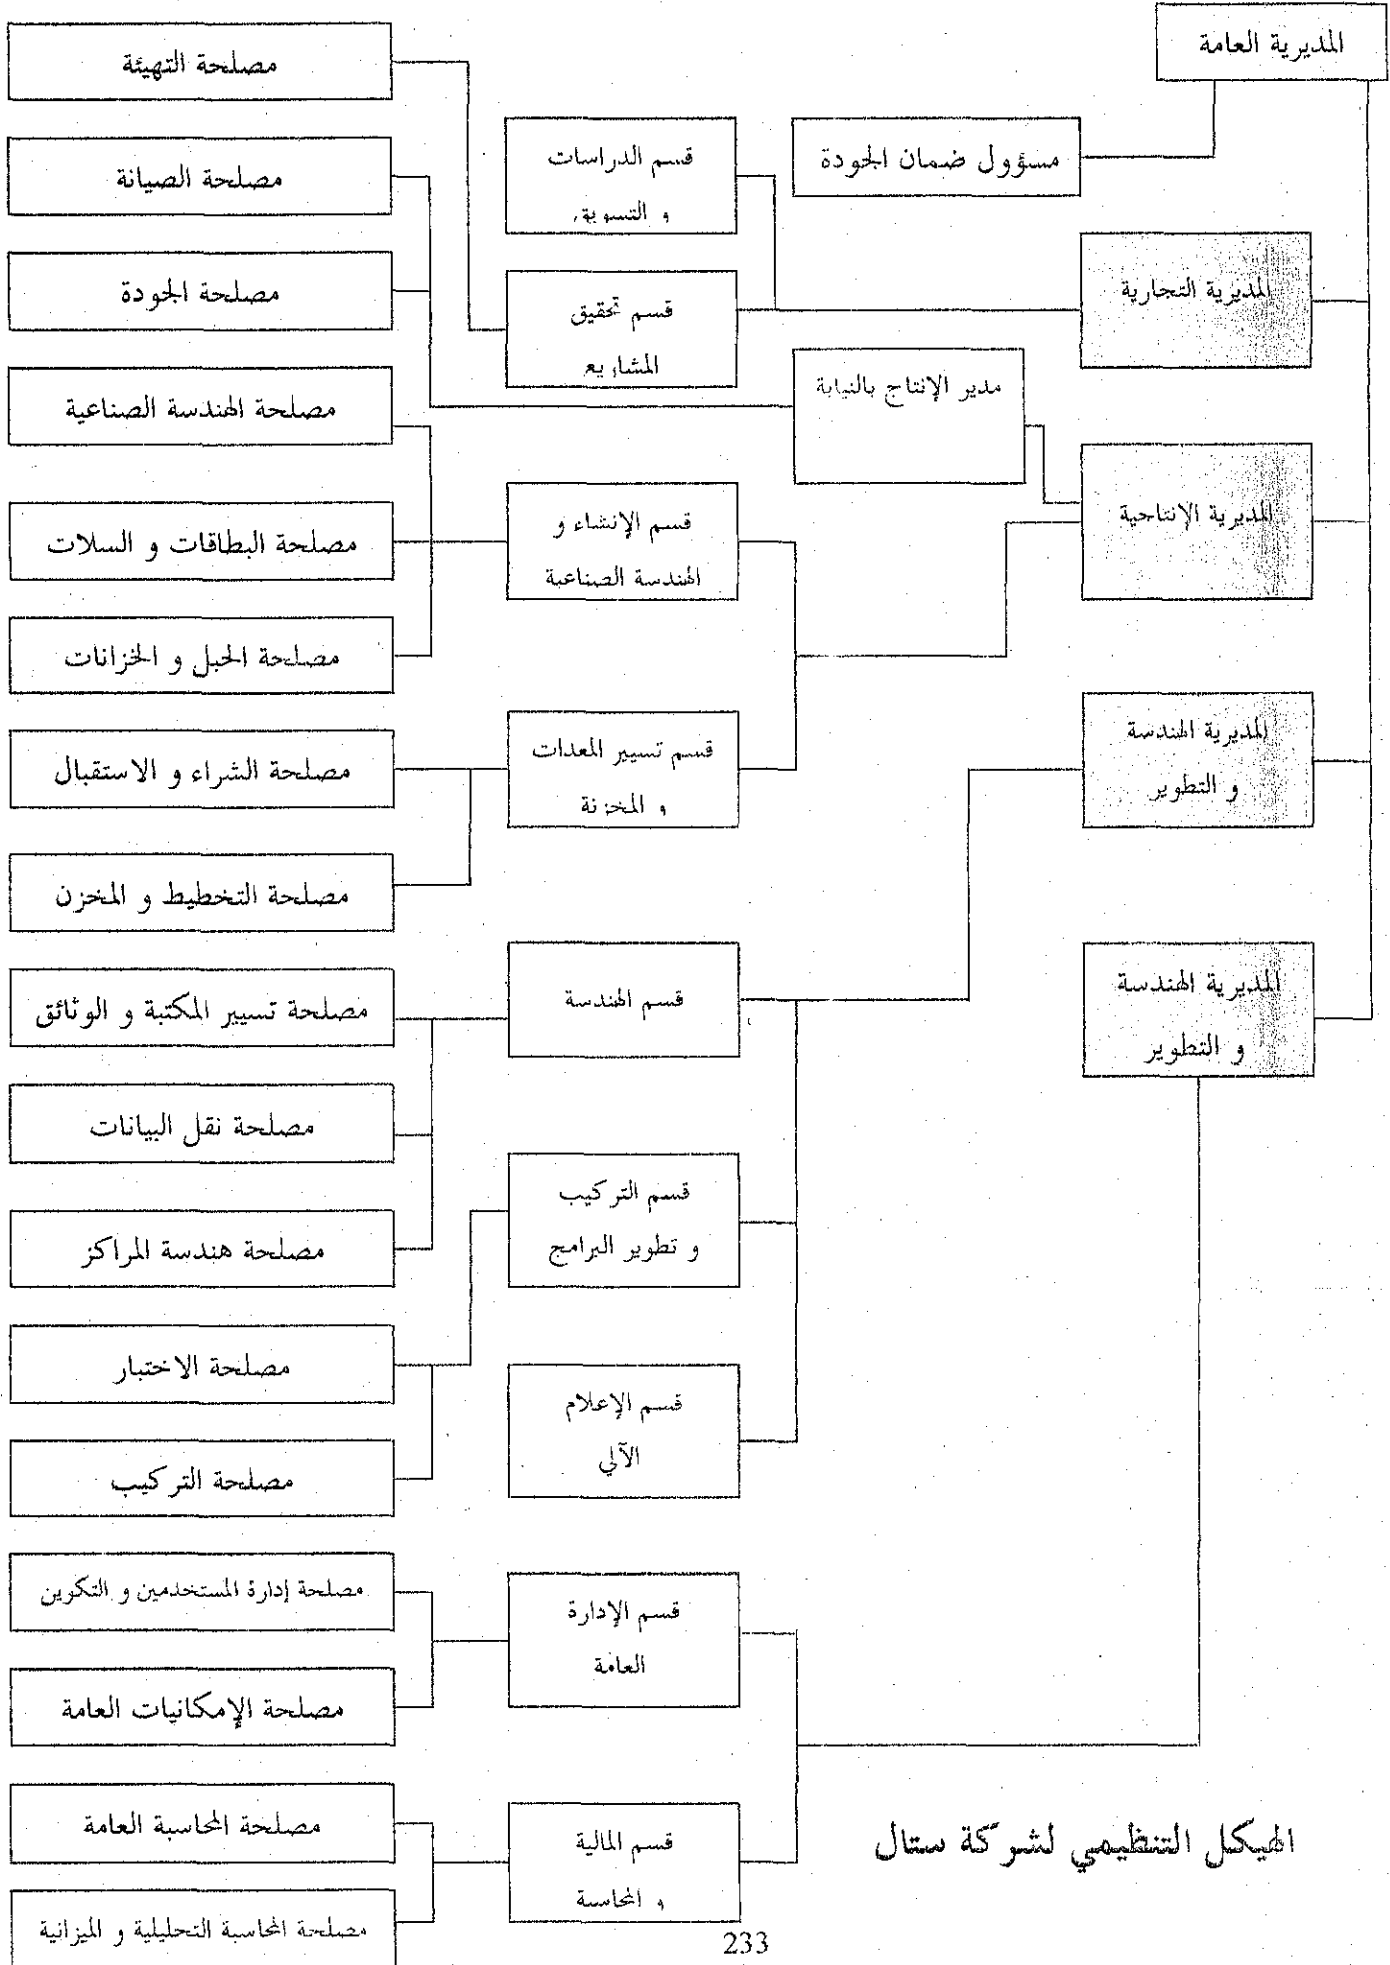 المديرية العامة
مسؤول ضمان الجودة
المديرية التجارية
مدير الإنتاج بالنيابة
المديرية الإنتاجية
المديرية الهندسة
و التطوير
المديرية الهندسة
و التطوير
قسم الدراسات
و التسويق
قسم تحقيق
المشاريع
قسم الإنشاء و
الهندسة الصناعية
قسم تسيير المعدات
و المخزنة
قسم الهندسة
قسم التركيب
و تطوير البرامج
قسم الإعلام
الآلي
قسم الإدارة
العامة
قسم المالية
و المحاسبة
مصلحة التهيئة
مصلحة الصيانة
مصلحة الجودة
مصلحة الهندسة الصناعية
مصلحة البطاقات و السلات
مصلحة الحبل و الخزانات
مصلحة الشراء و الاستقبال
مصلحة التخطيط و المخزن
مصلحة تسيير المكتبة و الوثائق
مصلحة نقل البيانات
مصلحة هندسة المراكز
مصلحة الاختبار
مصلحة التركيب
مصلحة إدارة المستخدمين و التكوين
مصلحة الإمكانيات العامة
مصلحة المحاسبة العامة
مصلحة المحاسبة التحليلية و الميزانية
الهيكل التنظيمي لشركة ستال
233